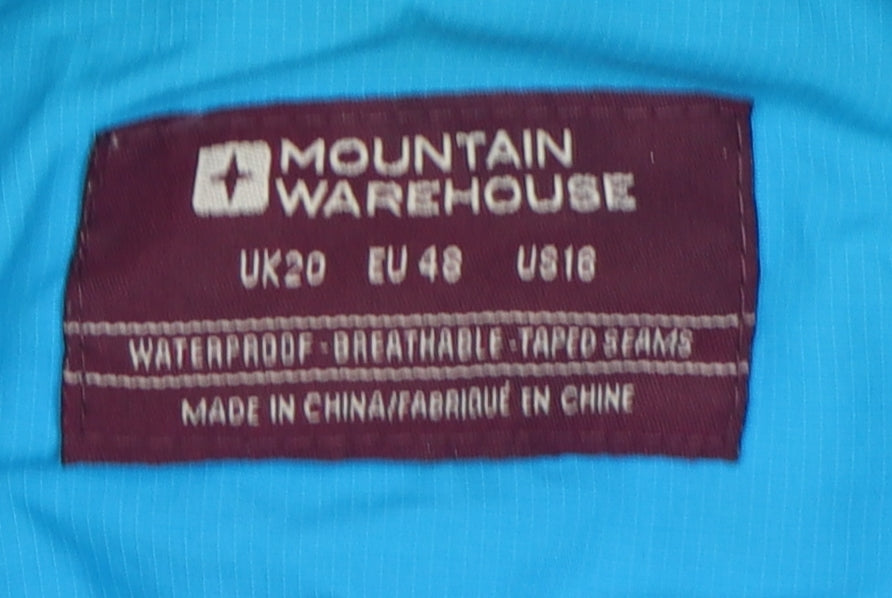 MOUNTAIN
WAREHOUSE
UK20 EU 48 US16
WATERPROOF · BREATHABLE · TAPED SEAMS
MADE IN CHINA/FABRIQUÉ EN CHINE